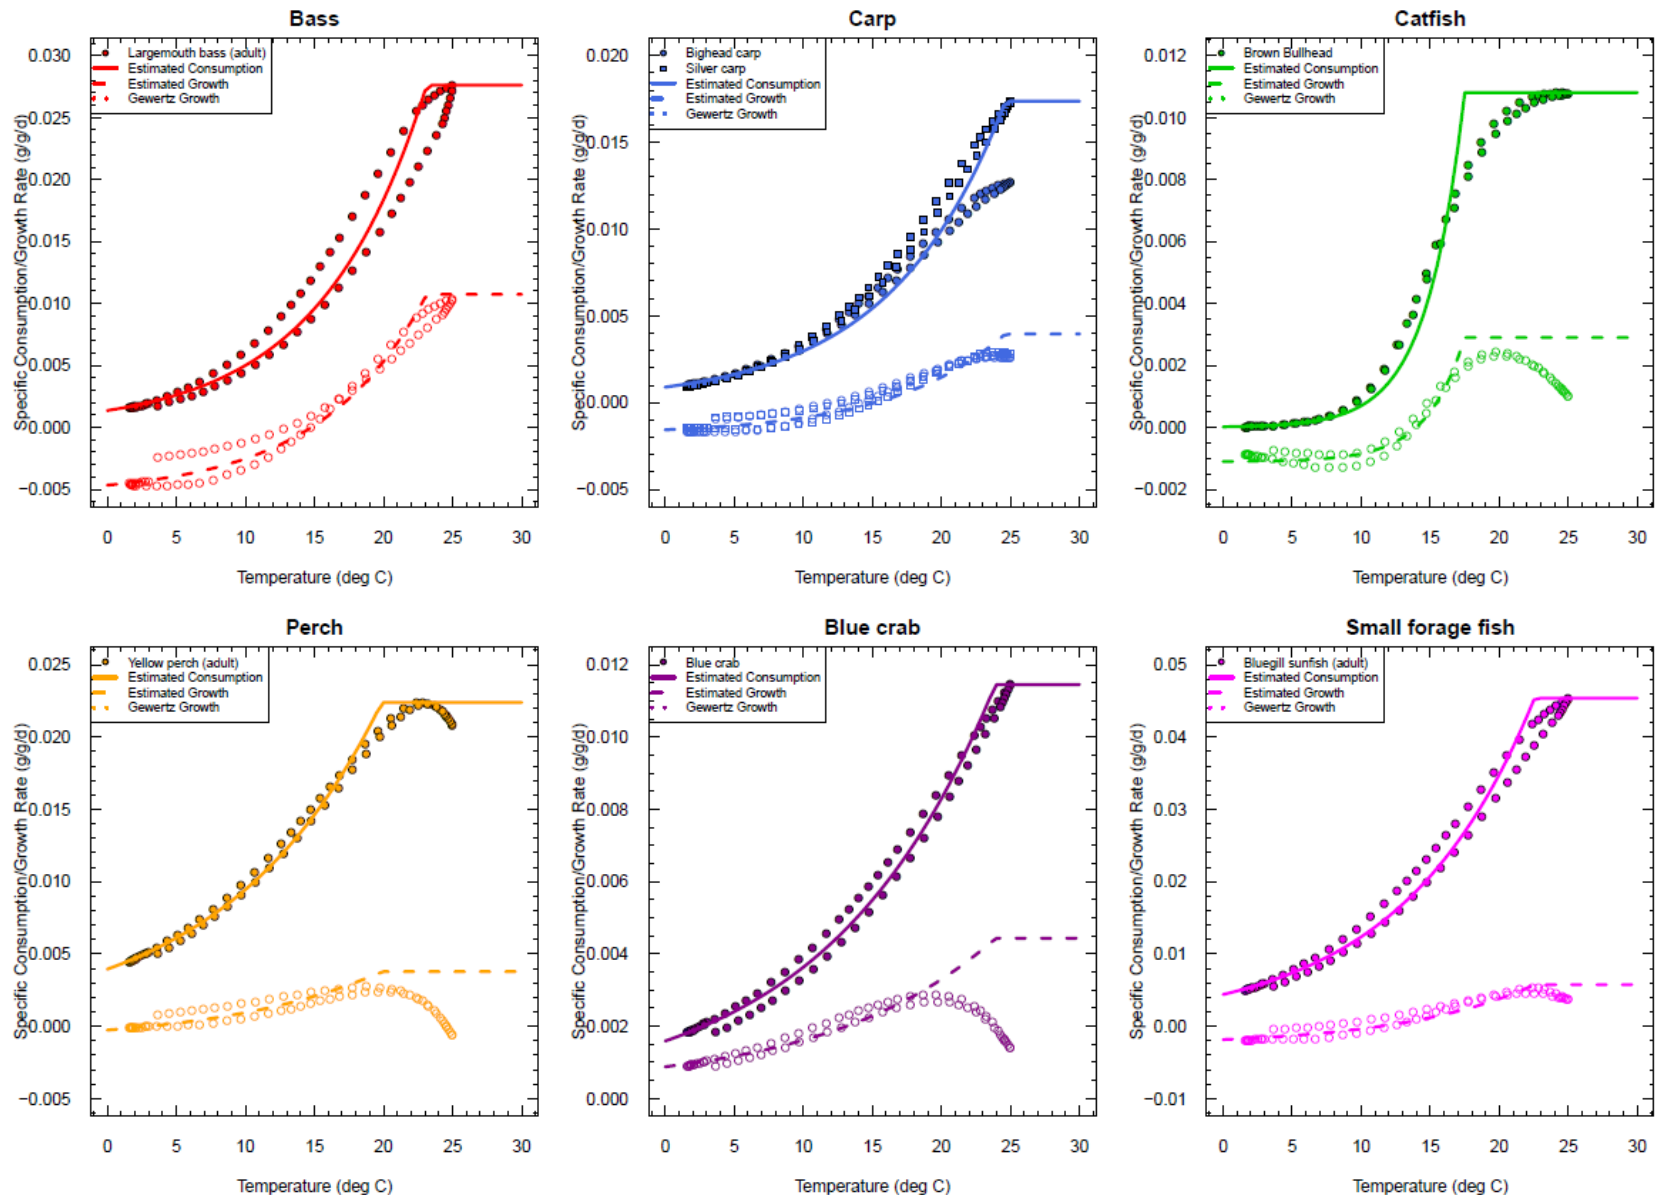 Bass
Specific Consumption/Growth Rate (g/g/d)
0.030
0.025
0.020
0.015
0.010
0.005
0.000
−0.005
Largemouth bass (adult)
Estimated Consumption
Estimated Growth
Gewertz Growth
0 5 10 15 20 25 30
Temperature (deg C)
Carp
Specific Consumption/Growth Rate (g/g/d)
0.020
0.015
0.010
0.005
0.000
−0.005
Bighead carp
Silver carp
Estimated Consumption
Estimated Growth
Gewertz Growth
0 5 10 15 20 25 30
Temperature (deg C)
Catfish
Specific Consumption/Growth Rate (g/g/d)
0.012
0.010
0.008
0.006
0.004
0.002
0.000
−0.002
Brown Bullhead
Estimated Consumption
Estimated Growth
Gewertz Growth
0 5 10 15 20 25 30
Temperature (deg C)
Perch
Specific Consumption/Growth Rate (g/g/d)
0.025
0.020
0.015
0.010
0.005
0.000
−0.005
Yellow perch (adult)
Estimated Consumption
Estimated Growth
Gewertz Growth
0 5 10 15 20 25 30
Temperature (deg C)
Blue crab
Specific Consumption/Growth Rate (g/g/d)
0.012
0.010
0.008
0.006
0.004
0.002
0.000
Blue crab
Estimated Consumption
Estimated Growth
Gewertz Growth
0 5 10 15 20 25 30
Temperature (deg C)
Small forage fish
Specific Consumption/Growth Rate (g/g/d)
0.05
0.04
0.03
0.02
0.01
0.00
−0.01
Bluegill sunfish (adult)
Estimated Consumption
Estimated Growth
Gewertz Growth
0 5 10 15 20 25 30
Temperature (deg C)